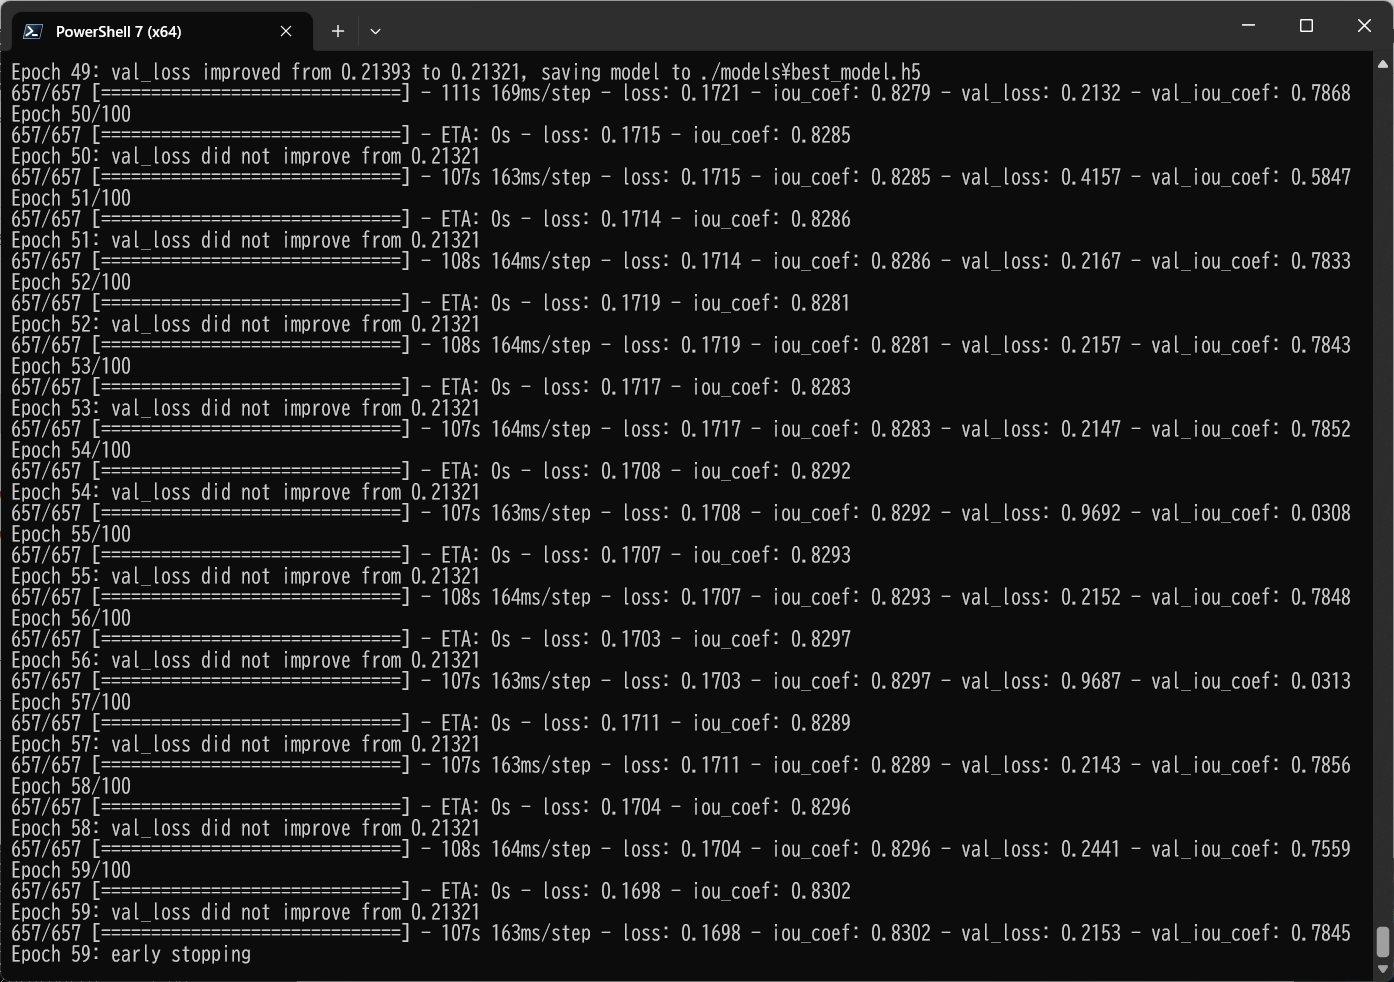 PowerShell 7 (x64)
Epoch 49: val_loss improved from 0.21393 to 0.21321, saving model to ./models¥best_model.h5
657/657 [==============================] - 111s 169ms/step - loss: 0.1721 - iou_coef: 0.8279 - val_loss: 0.2132 - val_iou_coef: 0.7868
Epoch 50/100
657/657 [==============================] - ETA: 0s - loss: 0.1715 - iou_coef: 0.8285
Epoch 50: val_loss did not improve from 0.21321
657/657 [==============================] - 107s 163ms/step - loss: 0.1715 - iou_coef: 0.8285 - val_loss: 0.4157 - val_iou_coef: 0.5847
Epoch 51/100
657/657 [==============================] - ETA: 0s - loss: 0.1714 - iou_coef: 0.8286
Epoch 51: val_loss did not improve from 0.21321
657/657 [==============================] - 108s 164ms/step - loss: 0.1714 - iou_coef: 0.8286 - val_loss: 0.2167 - val_iou_coef: 0.7833
Epoch 52/100
657/657 [==============================] - ETA: 0s - loss: 0.1719 - iou_coef: 0.8281
Epoch 52: val_loss did not improve from 0.21321
657/657 [==============================] - 108s 164ms/step - loss: 0.1719 - iou_coef: 0.8281 - val_loss: 0.2157 - val_iou_coef: 0.7843
Epoch 53/100
657/657 [==============================] - ETA: 0s - loss: 0.1717 - iou_coef: 0.8283
Epoch 53: val_loss did not improve from 0.21321
657/657 [==============================] - 107s 164ms/step - loss: 0.1717 - iou_coef: 0.8283 - val_loss: 0.2147 - val_iou_coef: 0.7852
Epoch 54/100
657/657 [==============================] - ETA: 0s - loss: 0.1708 - iou_coef: 0.8292
Epoch 54: val_loss did not improve from 0.21321
657/657 [==============================] - 107s 163ms/step - loss: 0.1708 - iou_coef: 0.8292 - val_loss: 0.9692 - val_iou_coef: 0.0308
Epoch 55/100
657/657 [==============================] - ETA: 0s - loss: 0.1707 - iou_coef: 0.8293
Epoch 55: val_loss did not improve from 0.21321
657/657 [==============================] - 108s 164ms/step - loss: 0.1707 - iou_coef: 0.8293 - val_loss: 0.2152 - val_iou_coef: 0.7848
Epoch 56/100
657/657 [==============================] - ETA: 0s - loss: 0.1703 - iou_coef: 0.8297
Epoch 56: val_loss did not improve from 0.21321
657/657 [==============================] - 107s 163ms/step - loss: 0.1703 - iou_coef: 0.8297 - val_loss: 0.9687 - val_iou_coef: 0.0313
Epoch 57/100
657/657 [==============================] - ETA: 0s - loss: 0.1711 - iou_coef: 0.8289
Epoch 57: val_loss did not improve from 0.21321
657/657 [==============================] - 107s 163ms/step - loss: 0.1711 - iou_coef: 0.8289 - val_loss: 0.2143 - val_iou_coef: 0.7856
Epoch 58/100
657/657 [==============================] - ETA: 0s - loss: 0.1704 - iou_coef: 0.8296
Epoch 58: val_loss did not improve from 0.21321
657/657 [==============================] - 108s 164ms/step - loss: 0.1704 - iou_coef: 0.8296 - val_loss: 0.2441 - val_iou_coef: 0.7559
Epoch 59/100
657/657 [==============================] - ETA: 0s - loss: 0.1698 - iou_coef: 0.8302
Epoch 59: val_loss did not improve from 0.21321
657/657 [==============================] - 107s 163ms/step - loss: 0.1698 - iou_coef: 0.8302 - val_loss: 0.2153 - val_iou_coef: 0.7845
Epoch 59: early stopping